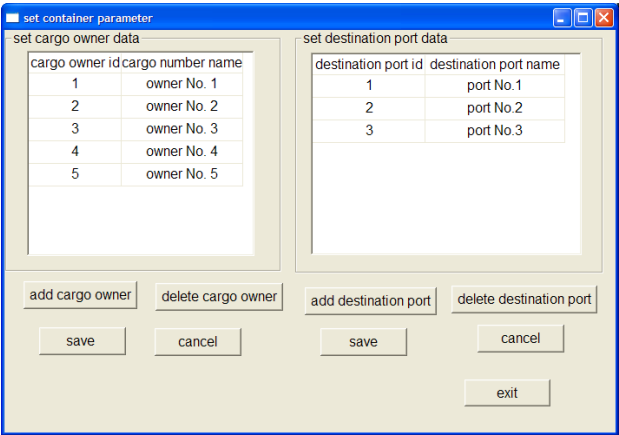 set container parameter
set cargo owner data
cargo owner id cargo number name
1 owner No. 1
2 owner No. 2
3 owner No. 3
4 owner No. 4
5 owner No. 5
add cargo owner delete cargo owner
save cancel
set destination port data
destination port id destination port name
1 port No.1
2 port No.2
3 port No.3
add destination port delete destination port
save cancel
exit